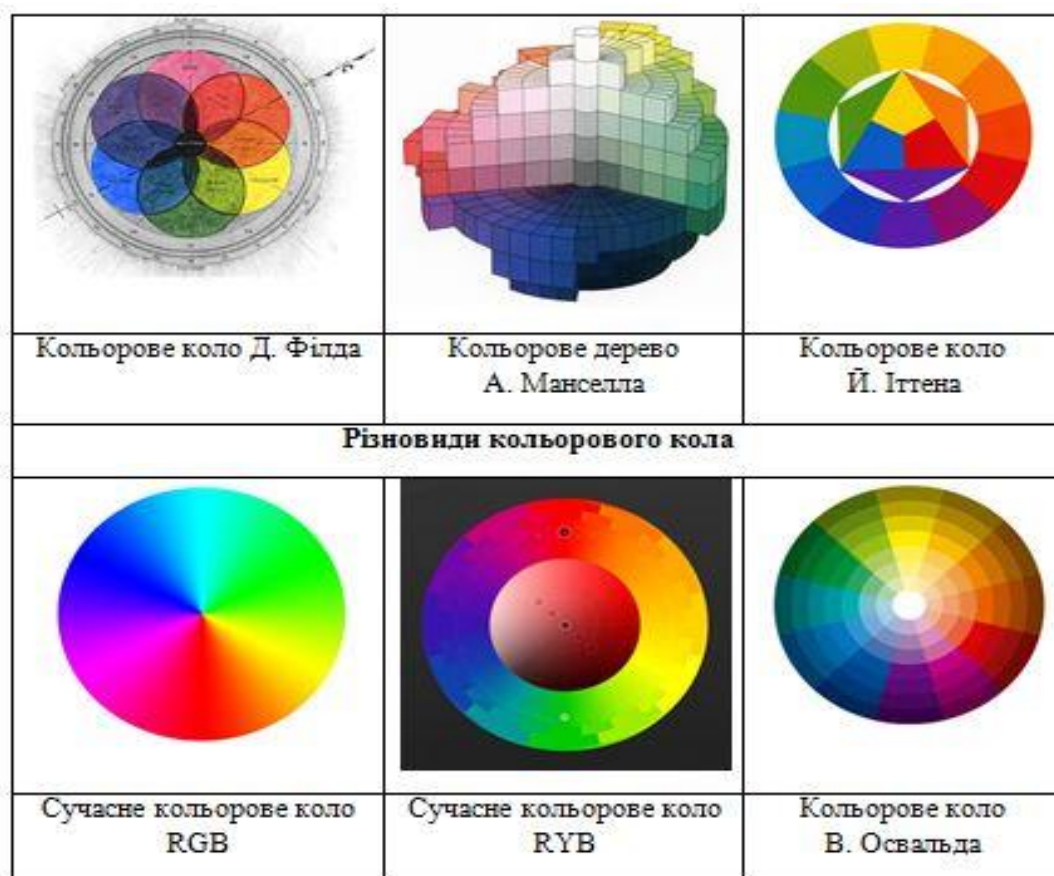 Кольорове коло Д. Філда
Кольорове дерево
А. Манселла
Кольорове коло
Й. Іттена
Різновиди кольорового кола
Сучасне кольорове коло
RGB
Сучасне кольорове коло
RYB
Кольорове коло
В. Освальда